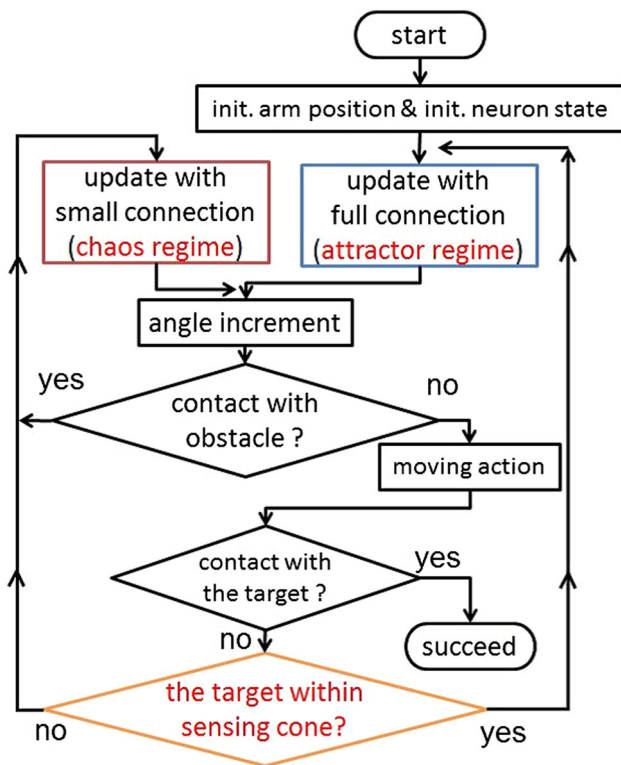 start
init. arm position & init. neuron state
update with
small connection
(chaos regime)
update with
full connection
(attractor regime)
angle increment
yes
no
contact with
obstacle ?
moving action
contact with
the target ?
yes
no
succeed
the target within
sensing cone?
no
yes